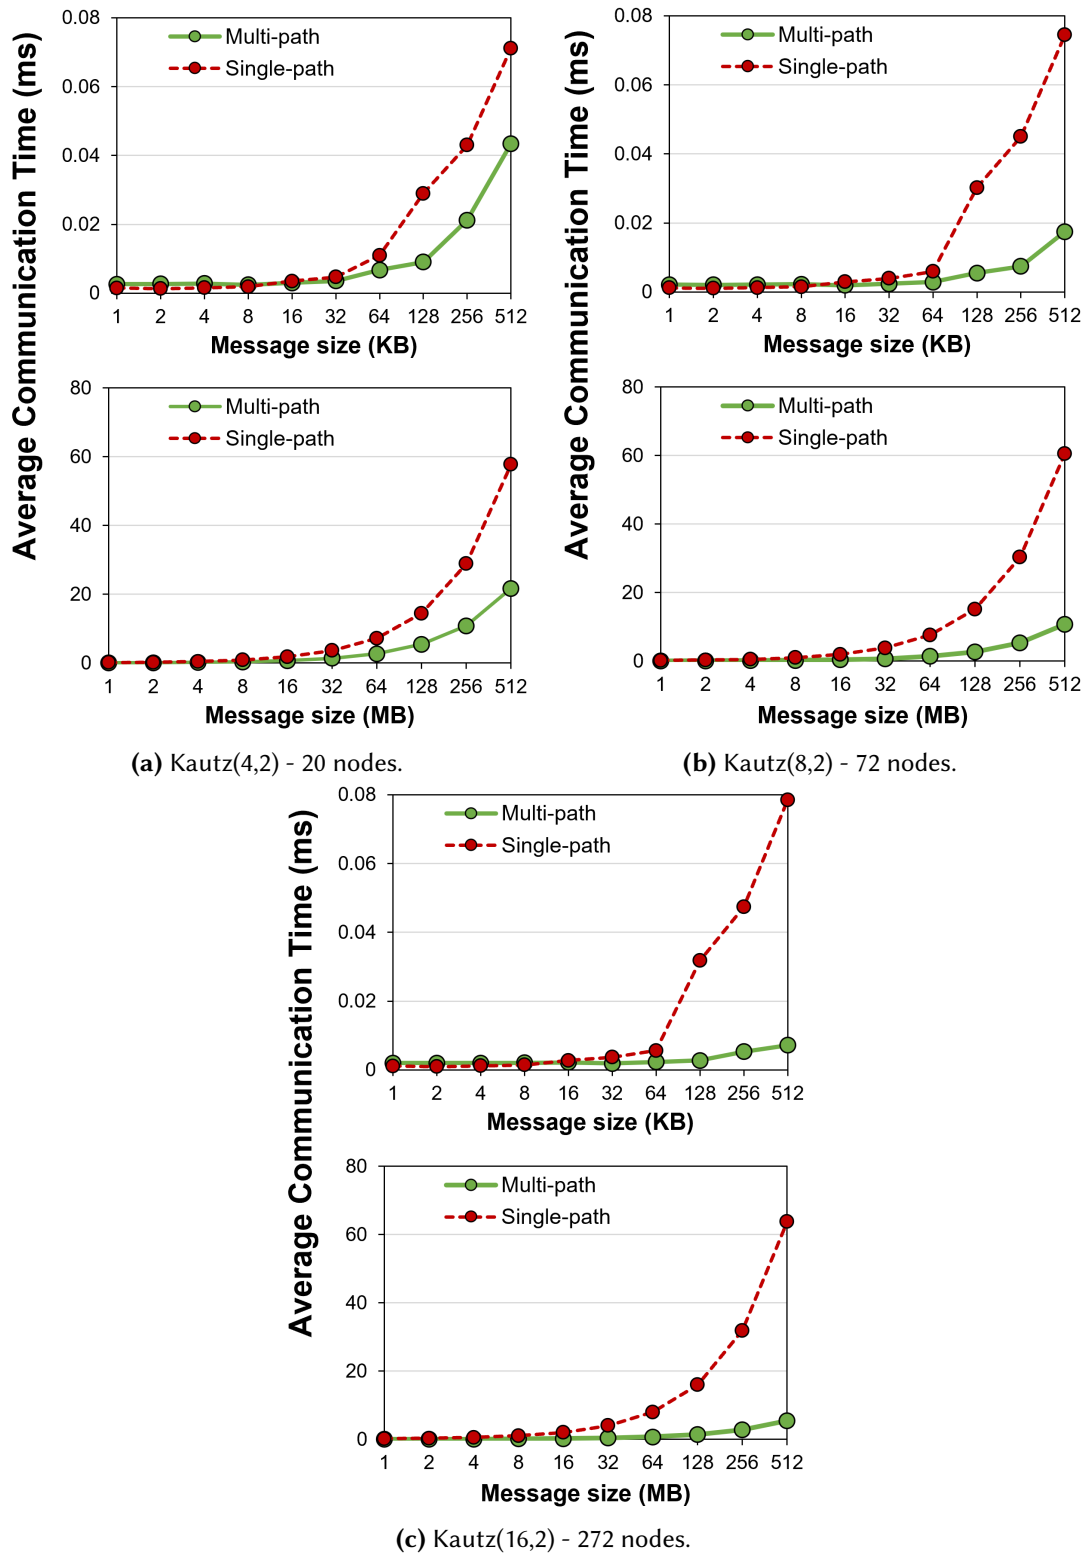 Average Communication Time (ms)
0.08
0.06
0.04
0.02
0
Multi-path
Single-path
1 2 4 8 16 32 64 128 256 512
Message size (KB)
80
60
40
20
0
Multi-path
Single-path
1 2 4 8 16 32 64 128 256 512
Message size (MB)
(a) Kautz(4,2) - 20 nodes.
Average Communication Time (ms)
0.08
0.06
0.04
0.02
0
Multi-path
Single-path
1 2 4 8 16 32 64 128 256 512
Message size (KB)
80
60
40
20
0
Multi-path
Single-path
1 2 4 8 16 32 64 128 256 512
Message size (MB)
(b) Kautz(8,2) - 72 nodes.
Average Communication Time (ms)
0.08
0.06
0.04
0.02
0
Multi-path
Single-path
1 2 4 8 16 32 64 128 256 512
Message size (KB)
80
60
40
20
0
Multi-path
Single-path
1 2 4 8 16 32 64 128 256 512
Message size (MB)
(c) Kautz(16,2) - 272 nodes.